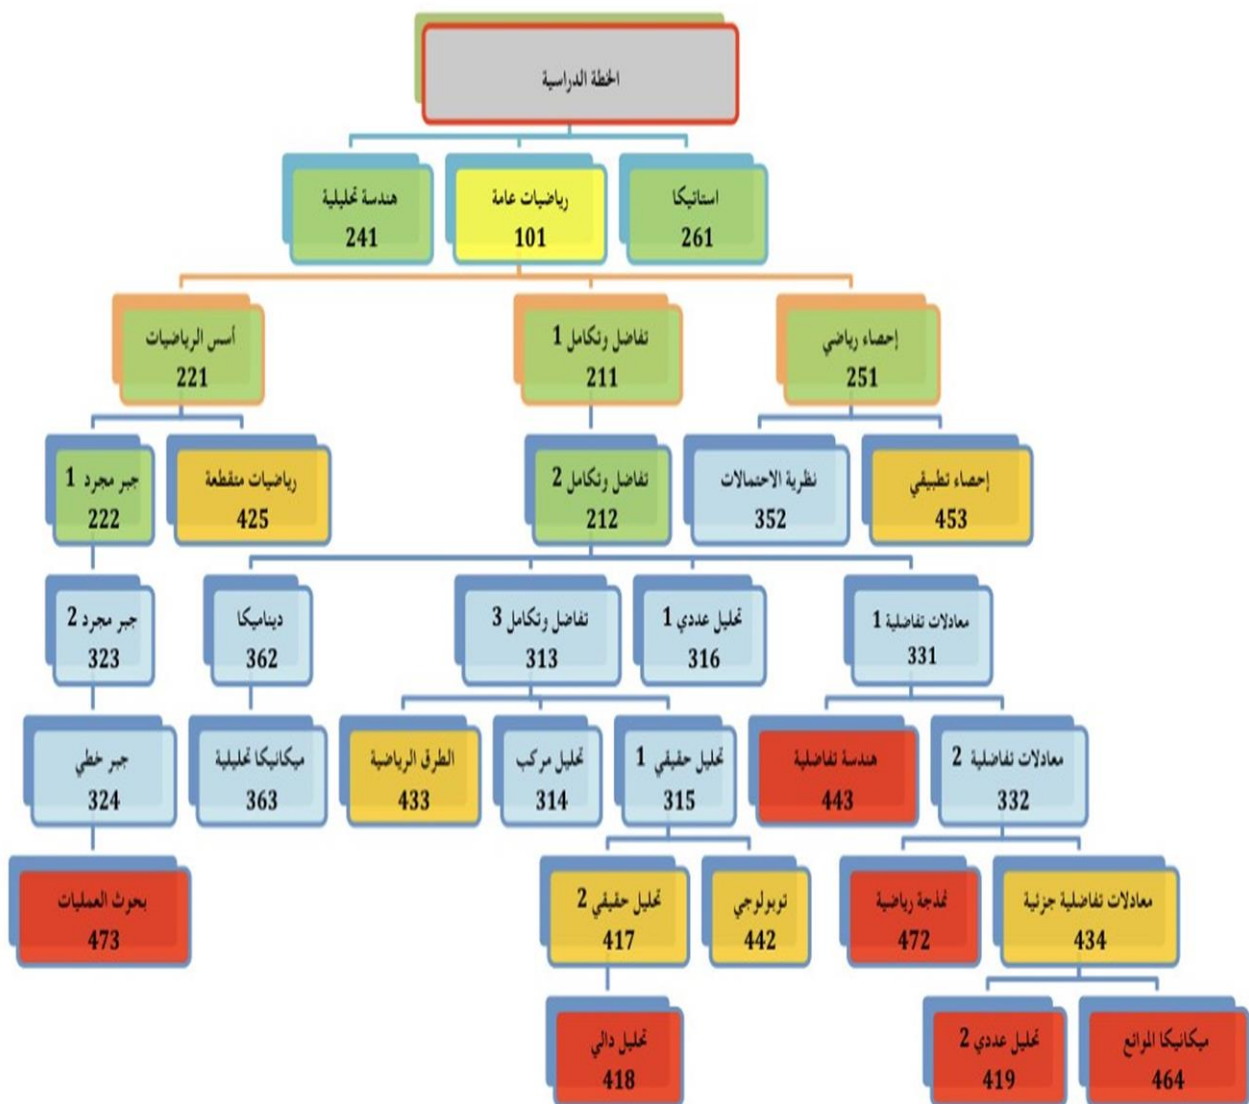 الخطة الدراسية
استاتيكا
261
رياضيات عامة
101
هندسة تحليلية
241
إحصاء رياضي
251
تفاضل وتكامل 1
211
أسس الرياضيات
221
إحصاء تطبيقي
453
نظرية الاحتمالات
352
تفاضل وتكامل 2
212
رياضيات متقطعة
425
جبر مجرد 1
222
معادلات تفاضلية 1
331
تحليل عددي 1
316
تفاضل وتكامل 3
313
ديناميكا
362
جبر مجرد 2
323
معادلات تفاضلية 2
332
هندسة تفاضلية
443
تحليل حقيقي 1
315
تحليل مركب
314
الطرق الرياضية
433
ميكانيكا تحليلية
363
جبر خطي
324
معادلات تفاضلية جزئية
434
نمذجة رياضية
472
توبولوجي
442
تحليل حقيقي 2
417
بحوث العمليات
473
ميكانيكا الموائع
464
تحليل عددي 2
419
تحليل دالي
418